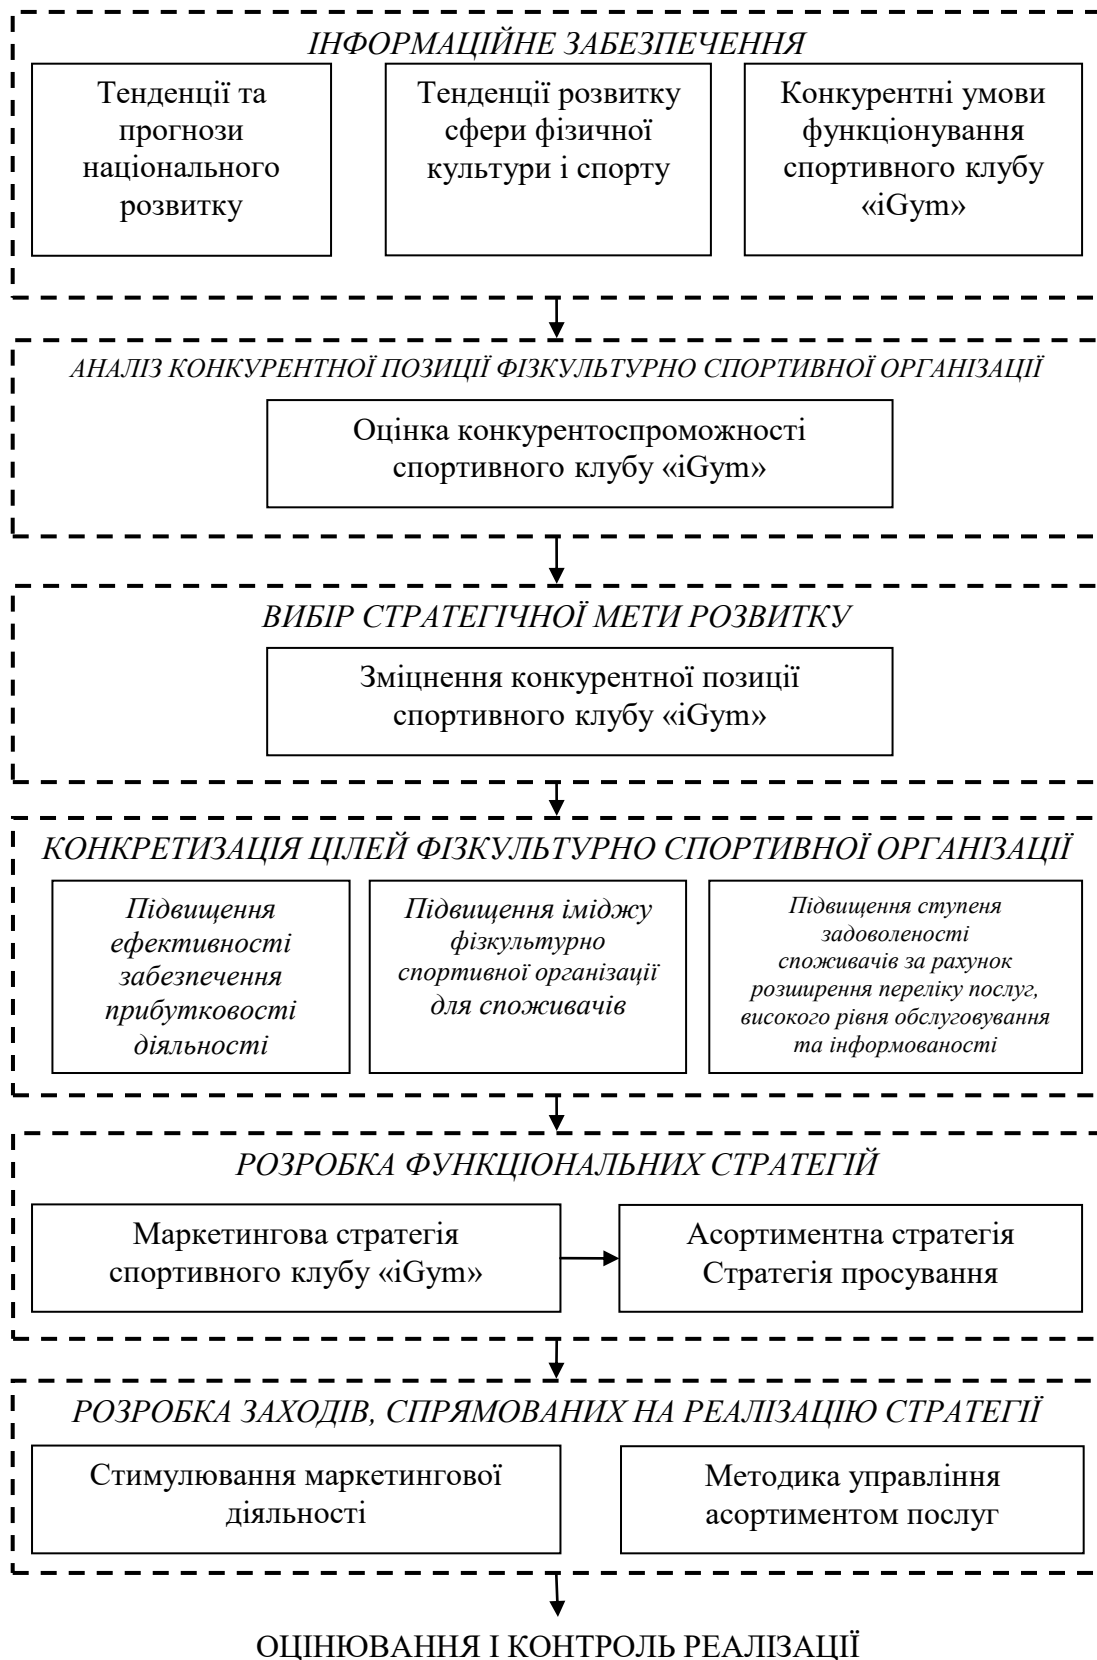 ІНФОРМАЦІЙНЕ ЗАБЕЗПЕЧЕННЯ
Тенденції та
прогнози
національного
розвитку
Тенденції розвитку
сфери фізичної
культури і спорту
Конкурентні умови
функціонування
спортивного клубу
«iGym»
АНАЛІЗ КОНКУРЕНТНОЇ ПОЗИЦІЇ ФІЗКУЛЬТУРНО СПОРТИВНОЇ ОРГАНІЗАЦІЇ
Оцінка конкурентоспроможності
спортивного клубу «iGym»
ВИБІР СТРАТЕГІЧНОЇ МЕТИ РОЗВИТКУ
Зміцнення конкурентної позиції
спортивного клубу «iGym»
КОНКРЕТИЗАЦІЯ ЦІЛЕЙ ФІЗКУЛЬТУРНО СПОРТИВНОЇ ОРГАНІЗАЦІЇ
Підвищення
ефективності
забезпечення
прибутковості
діяльності
Підвищення іміджу
фізкультурно
спортивної організації
для споживачів
Підвищення ступеня
задоволеності
споживачів за рахунок
розширення переліку послуг,
високого рівня обслуговування
та інформованості
РОЗРОБКА ФУНКЦІОНАЛЬНИХ СТРАТЕГІЙ
Маркетингова стратегія
спортивного клубу «iGym»
Асортиментна стратегія
Стратегія просування
РОЗРОБКА ЗАХОДІВ, СПРЯМОВАНИХ НА РЕАЛІЗАЦІЮ СТРАТЕГІЇ
Стимулювання маркетингової
діяльності
Методика управління
асортиментом послуг
ОЦІНЮВАННЯ І КОНТРОЛЬ РЕАЛІЗАЦІЇ